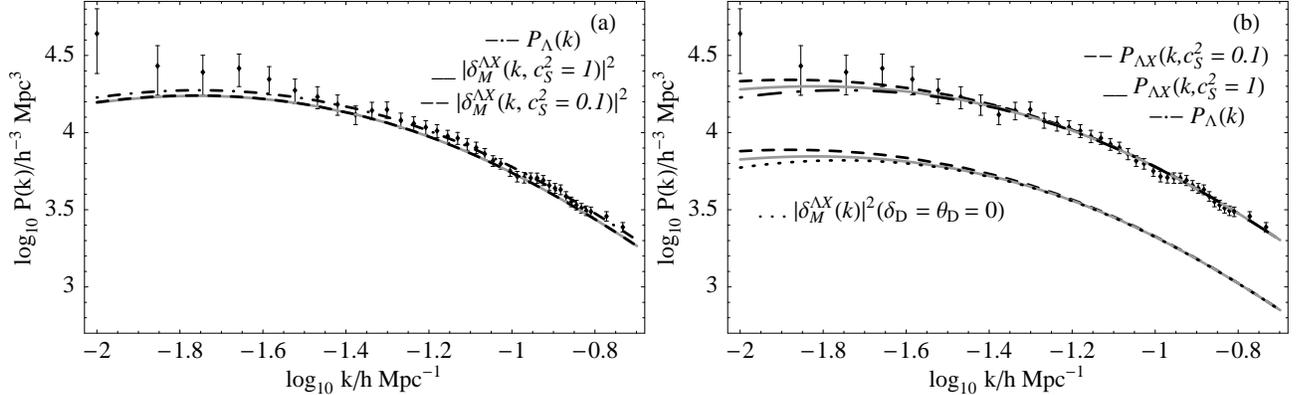 (a)
P_Λ(k)
|δ_M^ΛX(k, c_S^2 = 1)|^2
|δ_M^ΛX(k, c_S^2 = 0.1)|^2
4.5
4
3.5
3
log₁₀ P(k)/h⁻³ Mpc³
−2 −1.8 −1.6 −1.4 −1.2 −1 −0.8
log₁₀ k/h Mpc⁻¹
(b)
P_ΛX(k,c_S^2 = 0.1)
P_ΛX(k,c_S^2 = 1)
P_Λ(k)
|δ_M^ΛX(k)|^2(δ_D = θ_D = 0)
4.5
4
3.5
3
log₁₀ P(k)/h⁻³ Mpc³
−2 −1.8 −1.6 −1.4 −1.2 −1 −0.8
log₁₀ k/h Mpc⁻¹